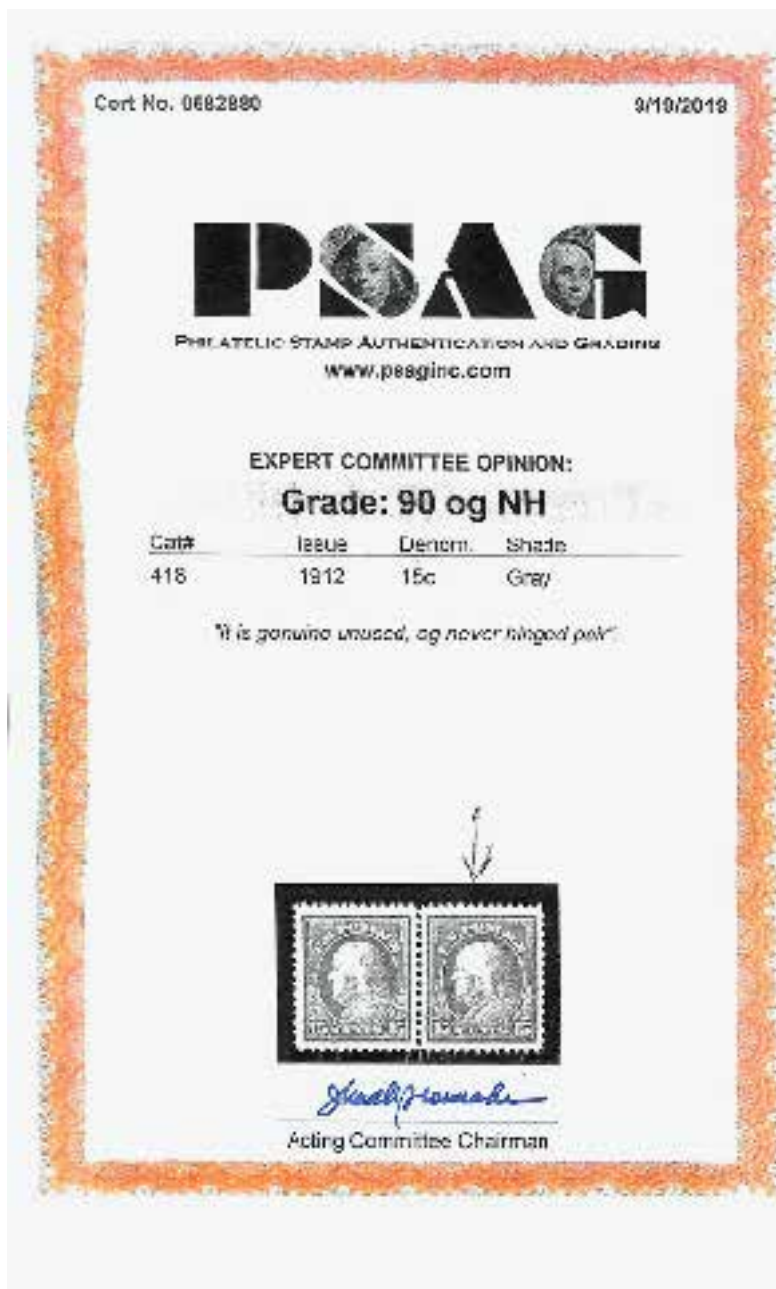 Cert No. 0682880
9/19/2019
PSAG
PHILATELIC STAMP AUTHENTICATION AND GRADING
www.psaginc.com
EXPERT COMMITTEE OPINION:
Grade: 90 og NH
Cat# Issue Denom. Shade
418 1912 15c Gray
"it is genuine unused, og never hinged pair".
Acting Committee Chairman